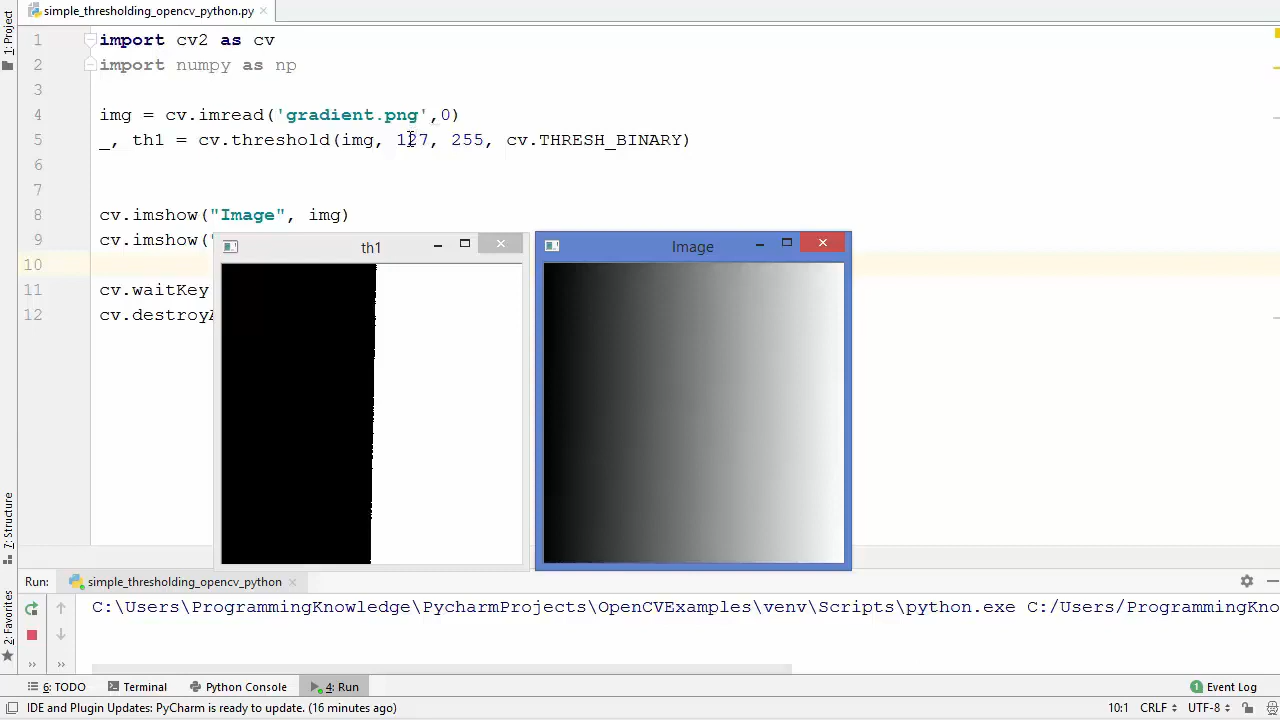 simple_thresholding_opencv_python.py
1: Project
1 import cv2 as cv
2 import numpy as np
3
4 img = cv.imread('gradient.png',0)
5 _, th1 = cv.threshold(img, 127, 255, cv.THRESH_BINARY)
6
7
8 cv.imshow("Image", img)
9 cv.imshow("
10
11 cv.waitKey
12 cv.destroy
th1
Image
7: Structure
2: Favorites
Run: simple_thresholding_opencv_python
C:\Users\ProgrammingKnowledge\PycharmProjects\OpenCVExamples\venv\Scripts\python.exe C:/Users/ProgrammingKno
6: TODO Terminal Python Console 4: Run 1 Event Log
IDE and Plugin Updates: PyCharm is ready to update. (16 minutes ago) 10:1 CRLF UTF-8